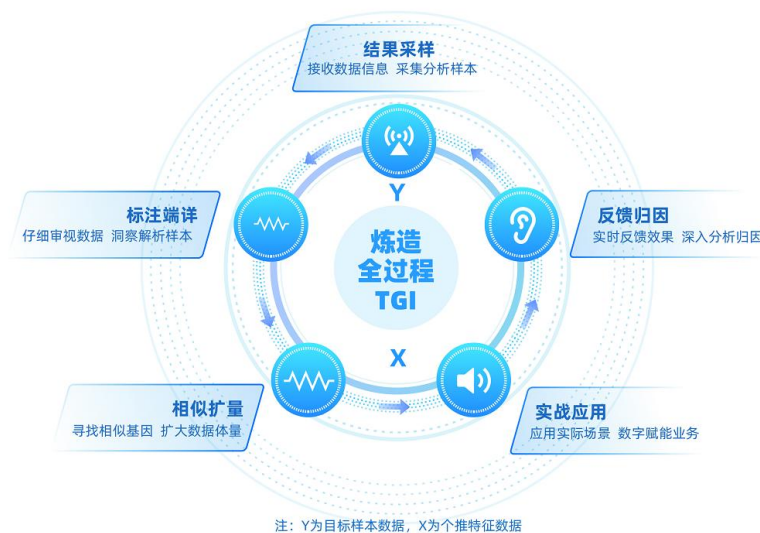 结果采样
接收数据信息 采集分析样本
标注端详
仔细审视数据 洞察解析样本
反馈归因
实时反馈效果 深入分析归因
Y
炼造
全过程
TGI
X
相似扩量
寻找相似基因 扩大数据体量
实战应用
应用实际场景 数字赋能业务
注：Y为目标样本数据，X为个推特征数据